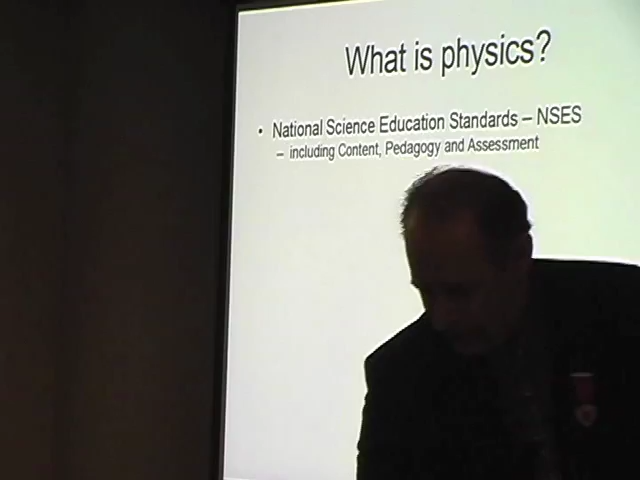 What is physics?
• National Science Education Standards – NSES
– including Content, Pedagogy and Assessment